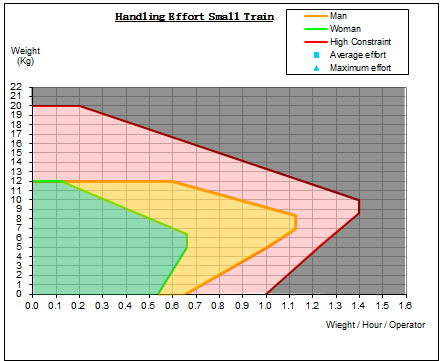 Handling Effort Small Train
Man
Woman
High Constraint
Average effort
Maximum effort
Weight
(Kg)
22
21
20
19
18
17
16
15
14
13
12
11
10
9
8
7
6
5
4
3
2
1
0
0.0 0.1 0.2 0.3 0.4 0.5 0.6 0.7 0.8 0.9 1.0 1.1 1.2 1.3 1.4 1.5 1.6
Wieght / Hour / Operator